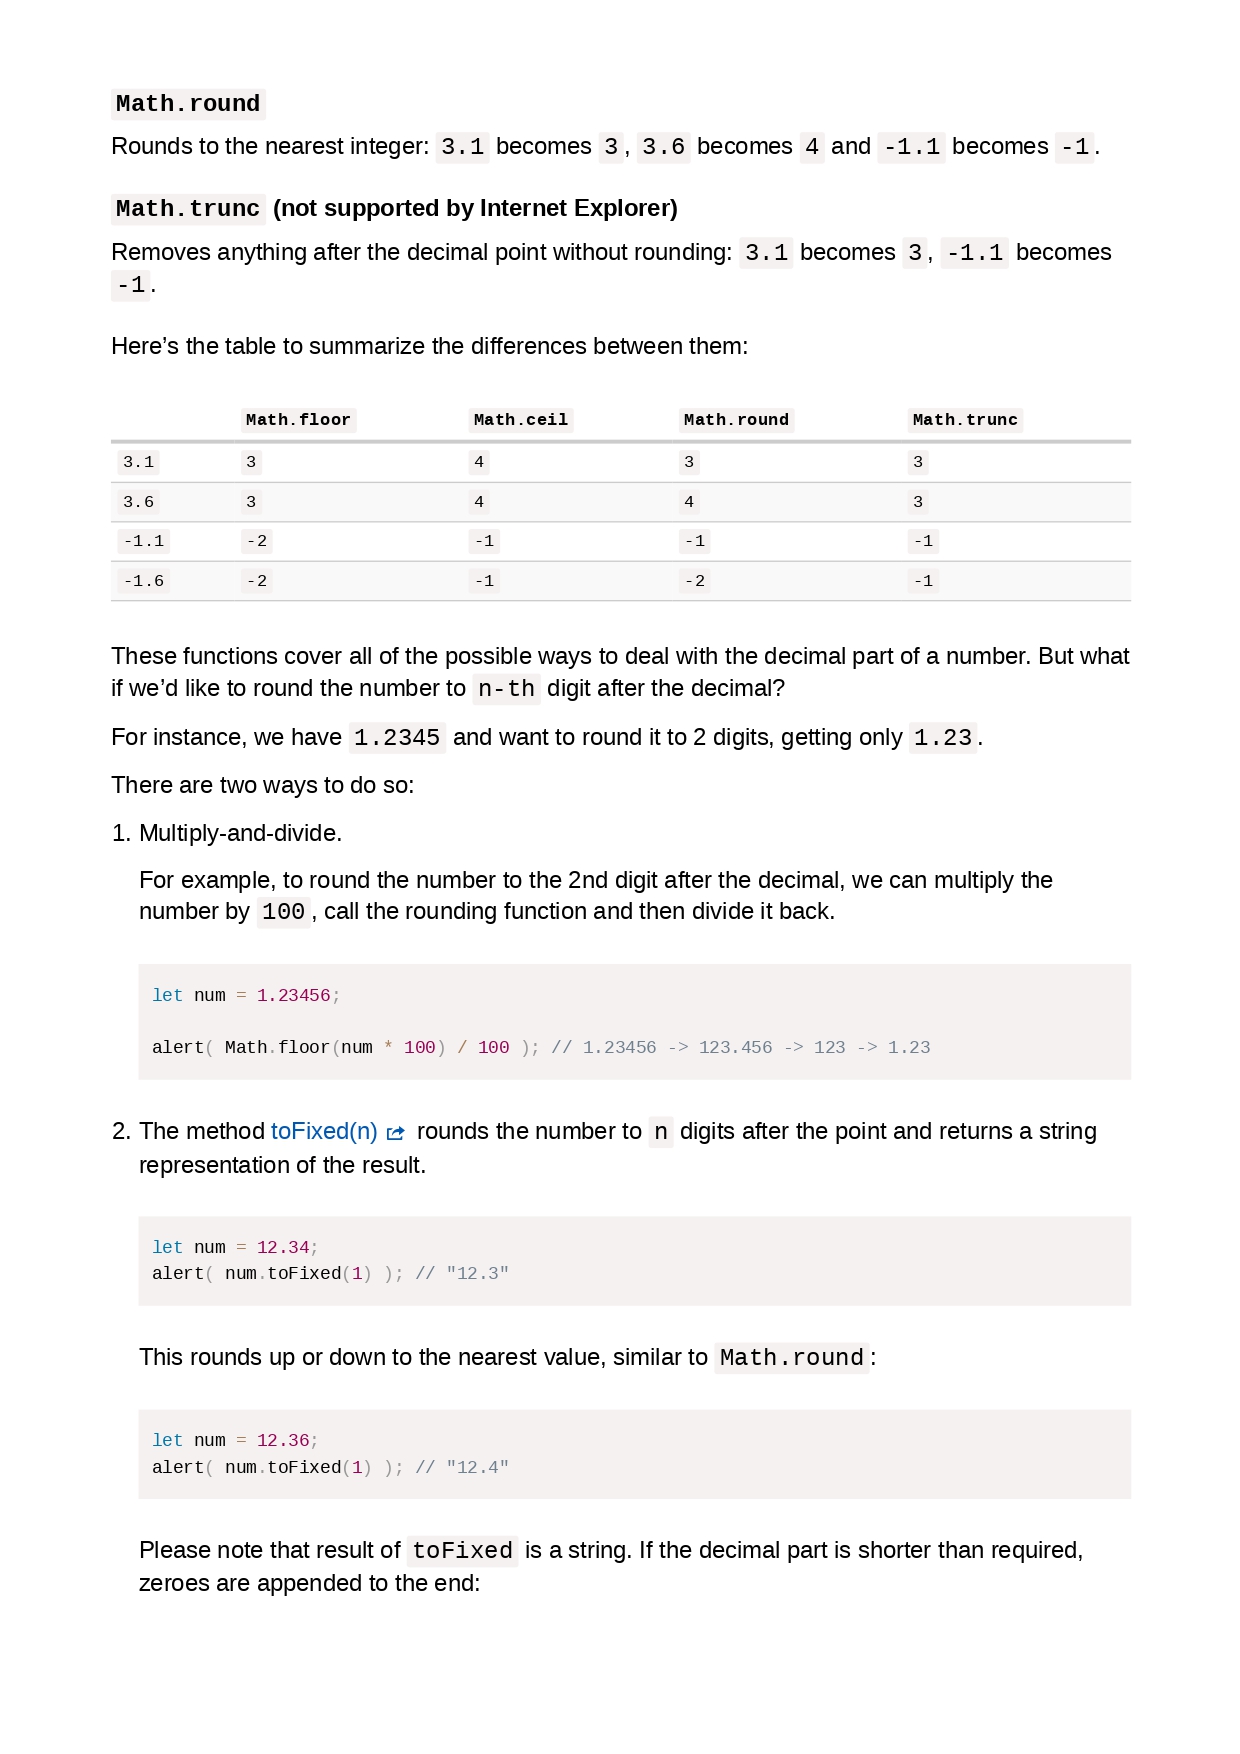 Math.round
Rounds to the nearest integer: 3.1 becomes 3, 3.6 becomes 4 and -1.1 becomes -1.
Math.trunc (not supported by Internet Explorer)
Removes anything after the decimal point without rounding: 3.1 becomes 3, -1.1 becomes
-1.
Here’s the table to summarize the differences between them:
Math.floor Math.ceil Math.round Math.trunc
3.1 3 4 3 3
3.6 3 4 4 3
-1.1 -2 -1 -1 -1
-1.6 -2 -1 -2 -1
These functions cover all of the possible ways to deal with the decimal part of a number. But what
if we’d like to round the number to n-th digit after the decimal?
For instance, we have 1.2345 and want to round it to 2 digits, getting only 1.23.
There are two ways to do so:
1. Multiply-and-divide.
For example, to round the number to the 2nd digit after the decimal, we can multiply the
number by 100, call the rounding function and then divide it back.
let num = 1.23456;
alert( Math.floor(num * 100) / 100 ); // 1.23456 -> 123.456 -> 123 -> 1.23
2. The method toFixed(n) rounds the number to n digits after the point and returns a string
representation of the result.
let num = 12.34;
alert( num.toFixed(1) ); // "12.3"
This rounds up or down to the nearest value, similar to Math.round:
let num = 12.36;
alert( num.toFixed(1) ); // "12.4"
Please note that result of toFixed is a string. If the decimal part is shorter than required,
zeroes are appended to the end: